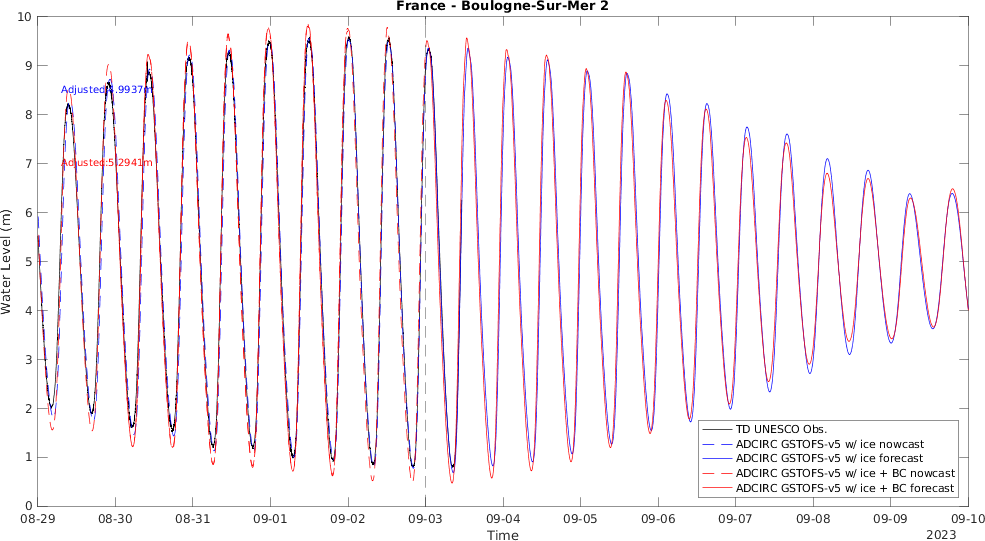 France - Boulogne-Sur-Mer 2
10
9
8
7
6
5
4
3
2
1
0
Water Level (m)
Adjusted:4.9937m
Adjusted:5.2941m
TD UNESCO Obs.
ADCIRC GSTOFS-v5 w/ ice nowcast
ADCIRC GSTOFS-v5 w/ ice forecast
ADCIRC GSTOFS-v5 w/ ice + BC nowcast
ADCIRC GSTOFS-v5 w/ ice + BC forecast
08-29 08-30 08-31 09-01 09-02 09-03 09-04 09-05 09-06 09-07 09-08 09-09 09-10
Time
2023